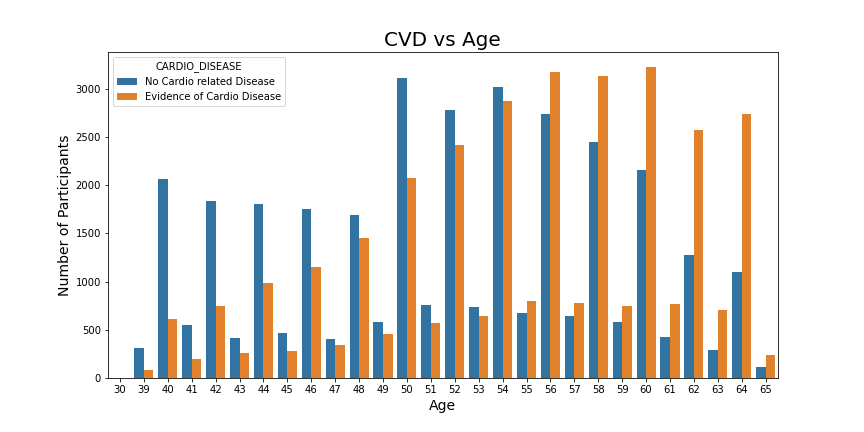 CVD vs Age
CARDIO_DISEASE
No Cardio related Disease
Evidence of Cardio Disease
Number of Participants
3000
2500
2000
1500
1000
500
0
30 39 40 41 42 43 44 45 46 47 48 49 50 51 52 53 54 55 56 57 58 59 60 61 62 63 64 65
Age